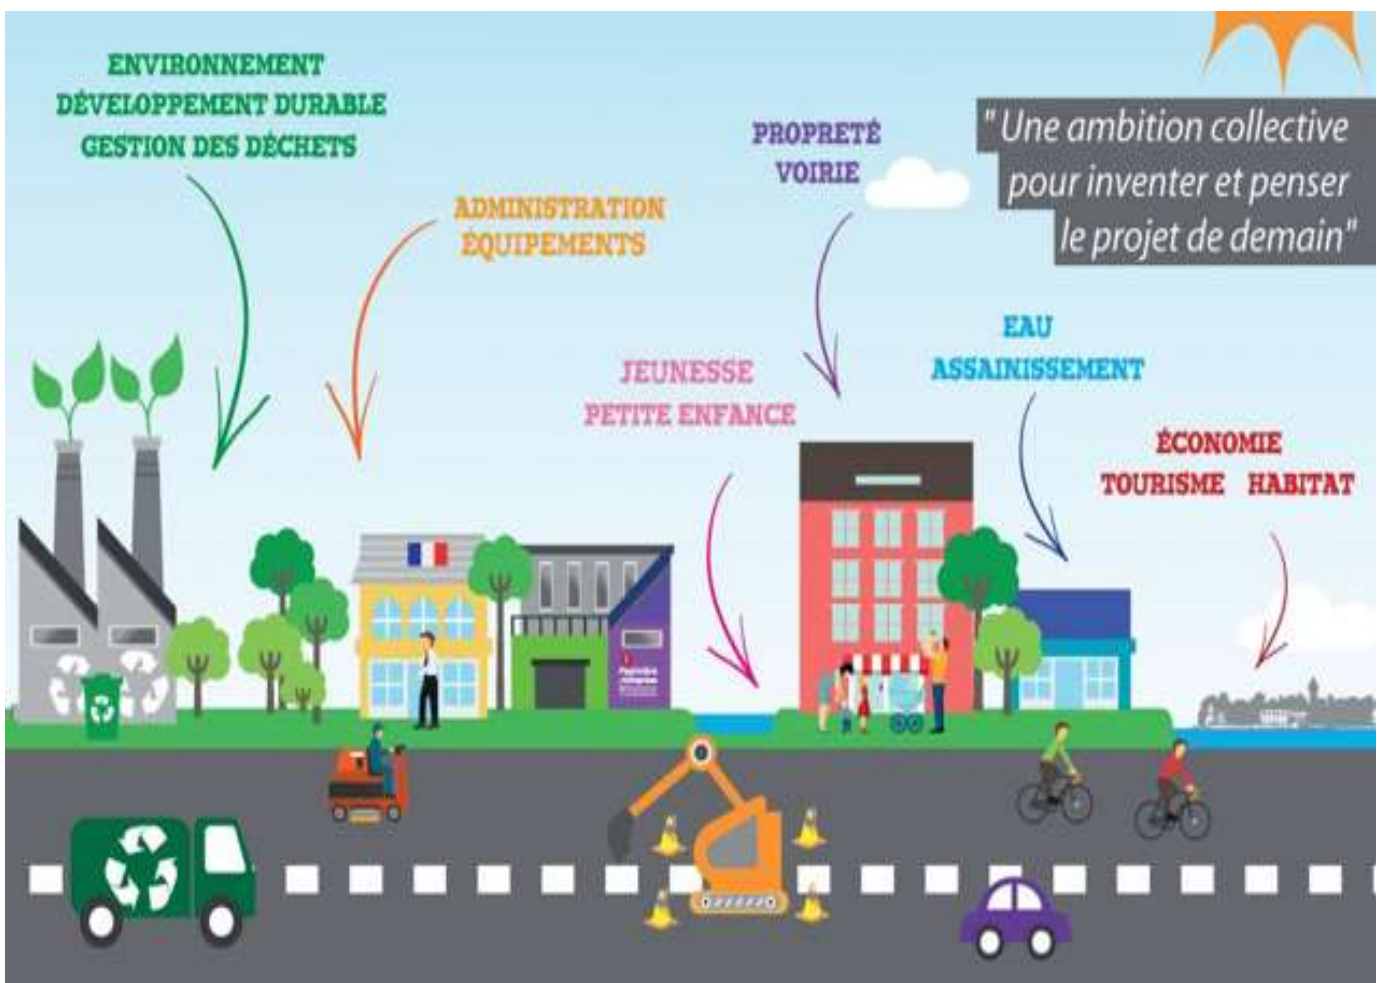 ENVIRONNEMENT
DÉVELOPPEMENT DURABLE
GESTION DES DÉCHETS
ADMINISTRATION
ÉQUIPEMENTS
PROPRETÉ
VOIRIE
" Une ambition collective
pour inventer et penser
le projet de demain"
JEUNESSE
PETITE ENFANCE
EAU
ASSAINISSEMENT
ÉCONOMIE
TOURISME HABITAT